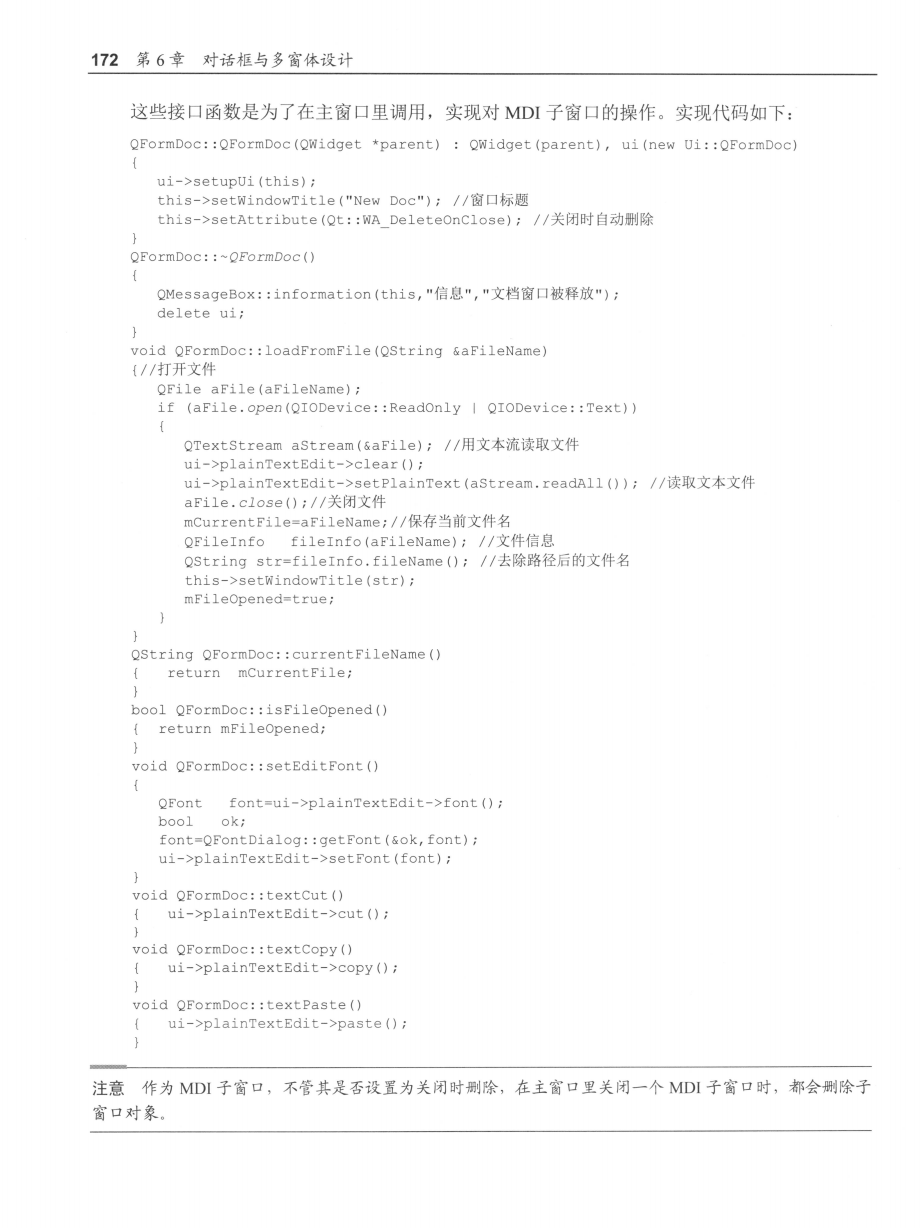 172 第 6 章 对话框与多窗体设计
这些接口函数是为了在主窗口里调用，实现对 MDI 子窗口的操作。实现代码如下：
QFormDoc::QFormDoc(QWidget *parent) : QWidget(parent), ui(new Ui::QFormDoc)
{
ui->setupUi(this);
this->setWindowTitle("New Doc"); //窗口标题
this->setAttribute(Qt::WA_DeleteOnClose); //关闭时自动删除
}
QFormDoc::~QFormDoc()
{
QMessageBox::information(this,"信息","文档窗口被释放");
delete ui;
}
void QFormDoc::loadFromFile(QString &aFileName)
{//打开文件
QFile aFile(aFileName);
if (aFile.open(QIODevice::ReadOnly | QIODevice::Text))
{
QTextStream aStream(&aFile); //用文本流读取文件
ui->plainTextEdit->clear();
ui->plainTextEdit->setPlainText(aStream.readAll()); //读取文本文件
aFile.close();//关闭文件
mCurrentFile=aFileName;//保存当前文件名
QFileInfo fileInfo(aFileName); //文件信息
QString str=fileInfo.fileName(); //去除路径后的文件名
this->setWindowTitle(str);
mFileOpened=true;
}
}
QString QFormDoc::currentFileName()
{ return mCurrentFile;
}
bool QFormDoc::isFileOpened()
{ return mFileOpened;
}
void QFormDoc::setEditFont()
{
QFont font=ui->plainTextEdit->font();
bool ok;
font=QFontDialog::getFont(&ok,font);
ui->plainTextEdit->setFont(font);
}
void QFormDoc::textCut()
{ ui->plainTextEdit->cut();
}
void QFormDoc::textCopy()
{ ui->plainTextEdit->copy();
}
void QFormDoc::textPaste()
{ ui->plainTextEdit->paste();
}
注意 作为 MDI 子窗口，不管其是否设置为关闭时删除，在主窗口里关闭一个 MDI 子窗口时，都会删除子
窗口对象。